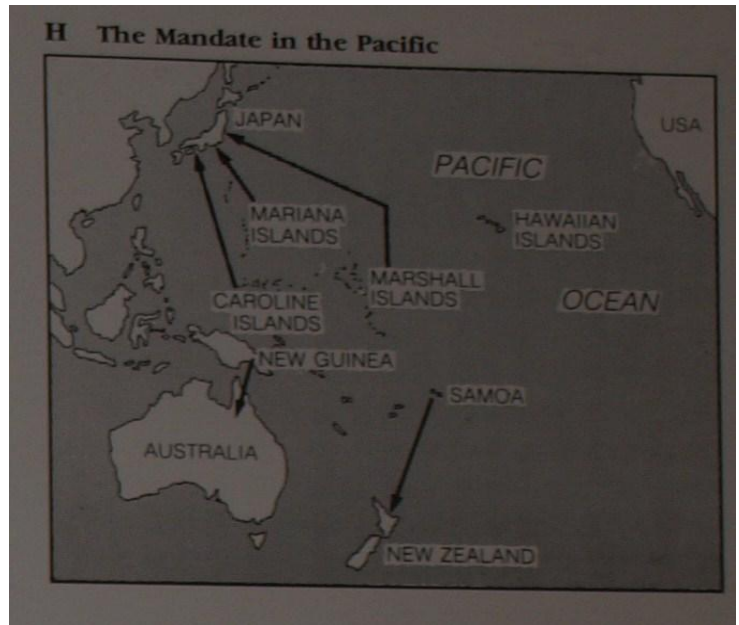 H The Mandate in the Pacific
JAPAN
USA
PACIFIC
MARIANA
ISLANDS
HAWAIIAN
ISLANDS
MARSHALL
ISLANDS
CAROLINE
ISLANDS
OCEAN
NEW GUINEA
SAMOA
AUSTRALIA
NEW ZEALAND